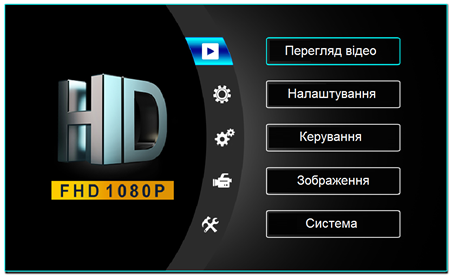 HD
FHD 1080P
Перегляд відео
Налаштування
Керування
Зображення
Система